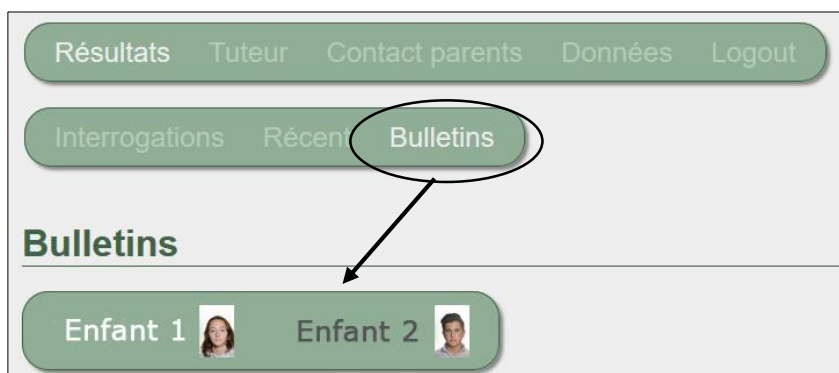 Résultats Tuteur Contact parents Données Logout
Interrogations Récent Bulletins
Bulletins
Enfant 1 Enfant 2